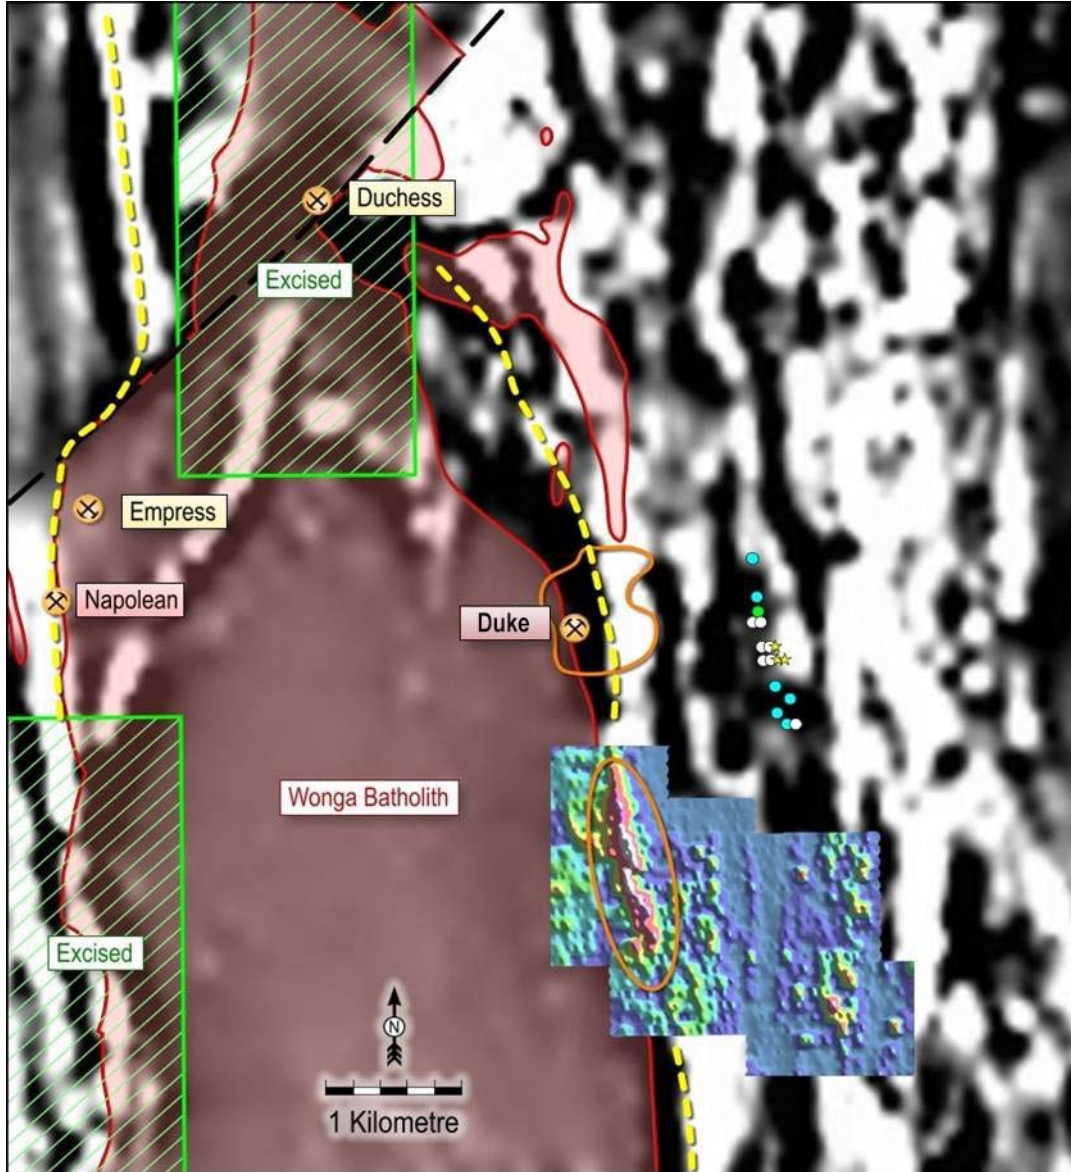 Duchess
Excised
Empress
Napolean
Duke
Wonga Batholith
Excised
N
1 Kilometre